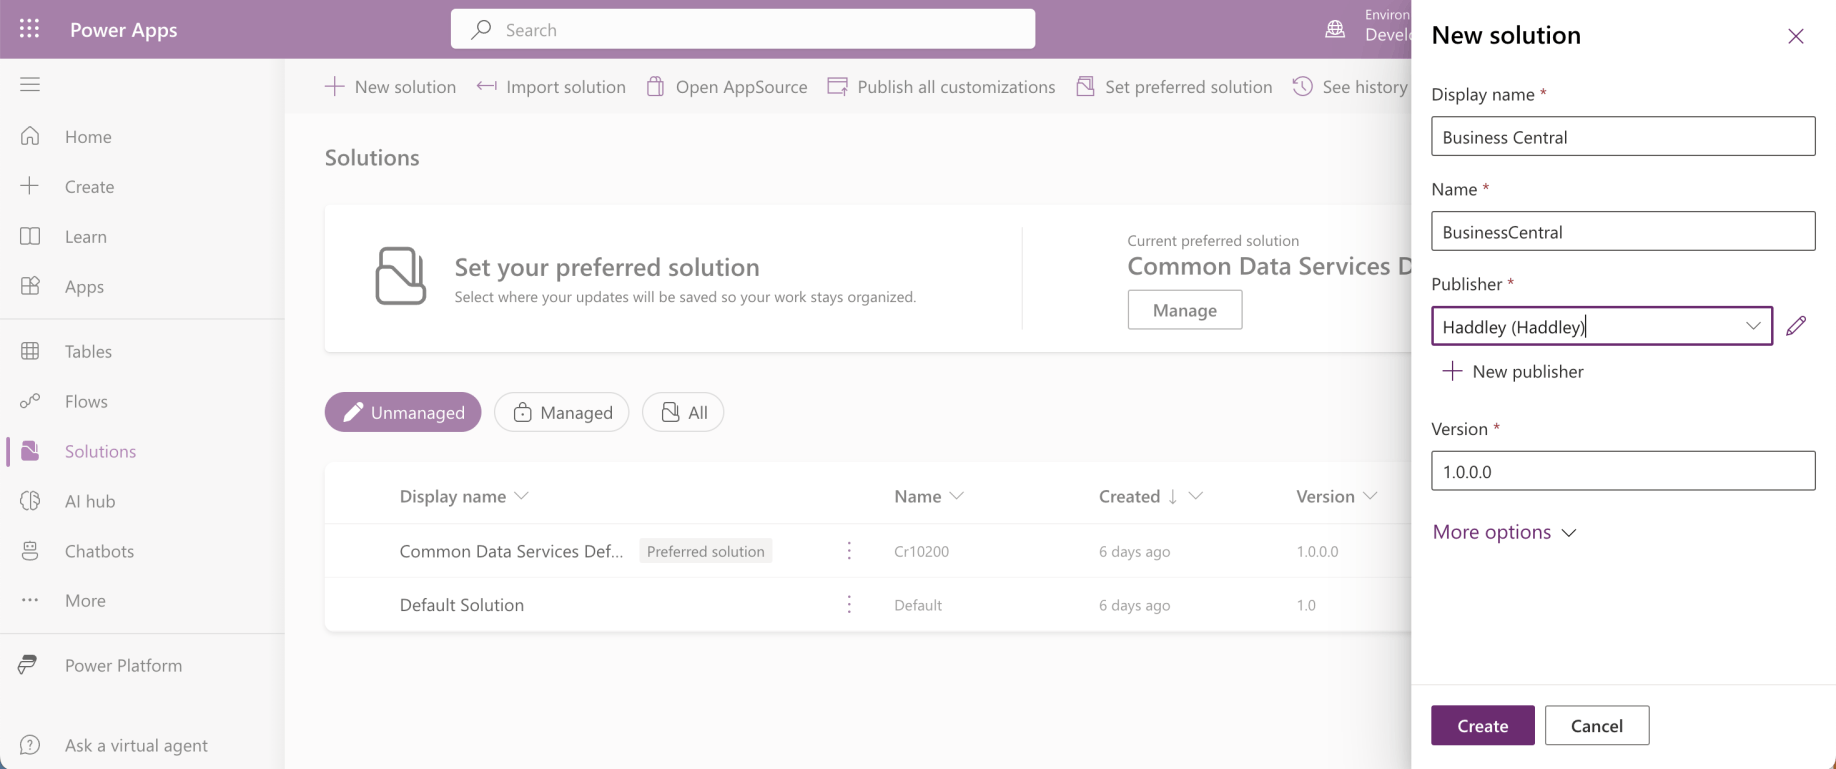 Power Apps
Search
Environ
Develo
New solution
Import solution
Open AppSource
Publish all customizations
Set preferred solution
See history
Home
Create
Learn
Apps
Tables
Flows
Solutions
AI hub
Chatbots
More
Power Platform
Ask a virtual agent
Solutions
Set your preferred solution
Select where your updates will be saved so your work stays organized.
Current preferred solution
Common Data Services D
Manage
Unmanaged
Managed
All
Display name Name Created ↓ Version
Common Data Services Def... Preferred solution Cr10200 6 days ago 1.0.0.0
Default Solution Default 6 days ago 1.0
New solution
Display name *
Business Central
Name *
BusinessCentral
Publisher *
Haddley (Haddley)
New publisher
Version *
1.0.0.0
More options
Create
Cancel